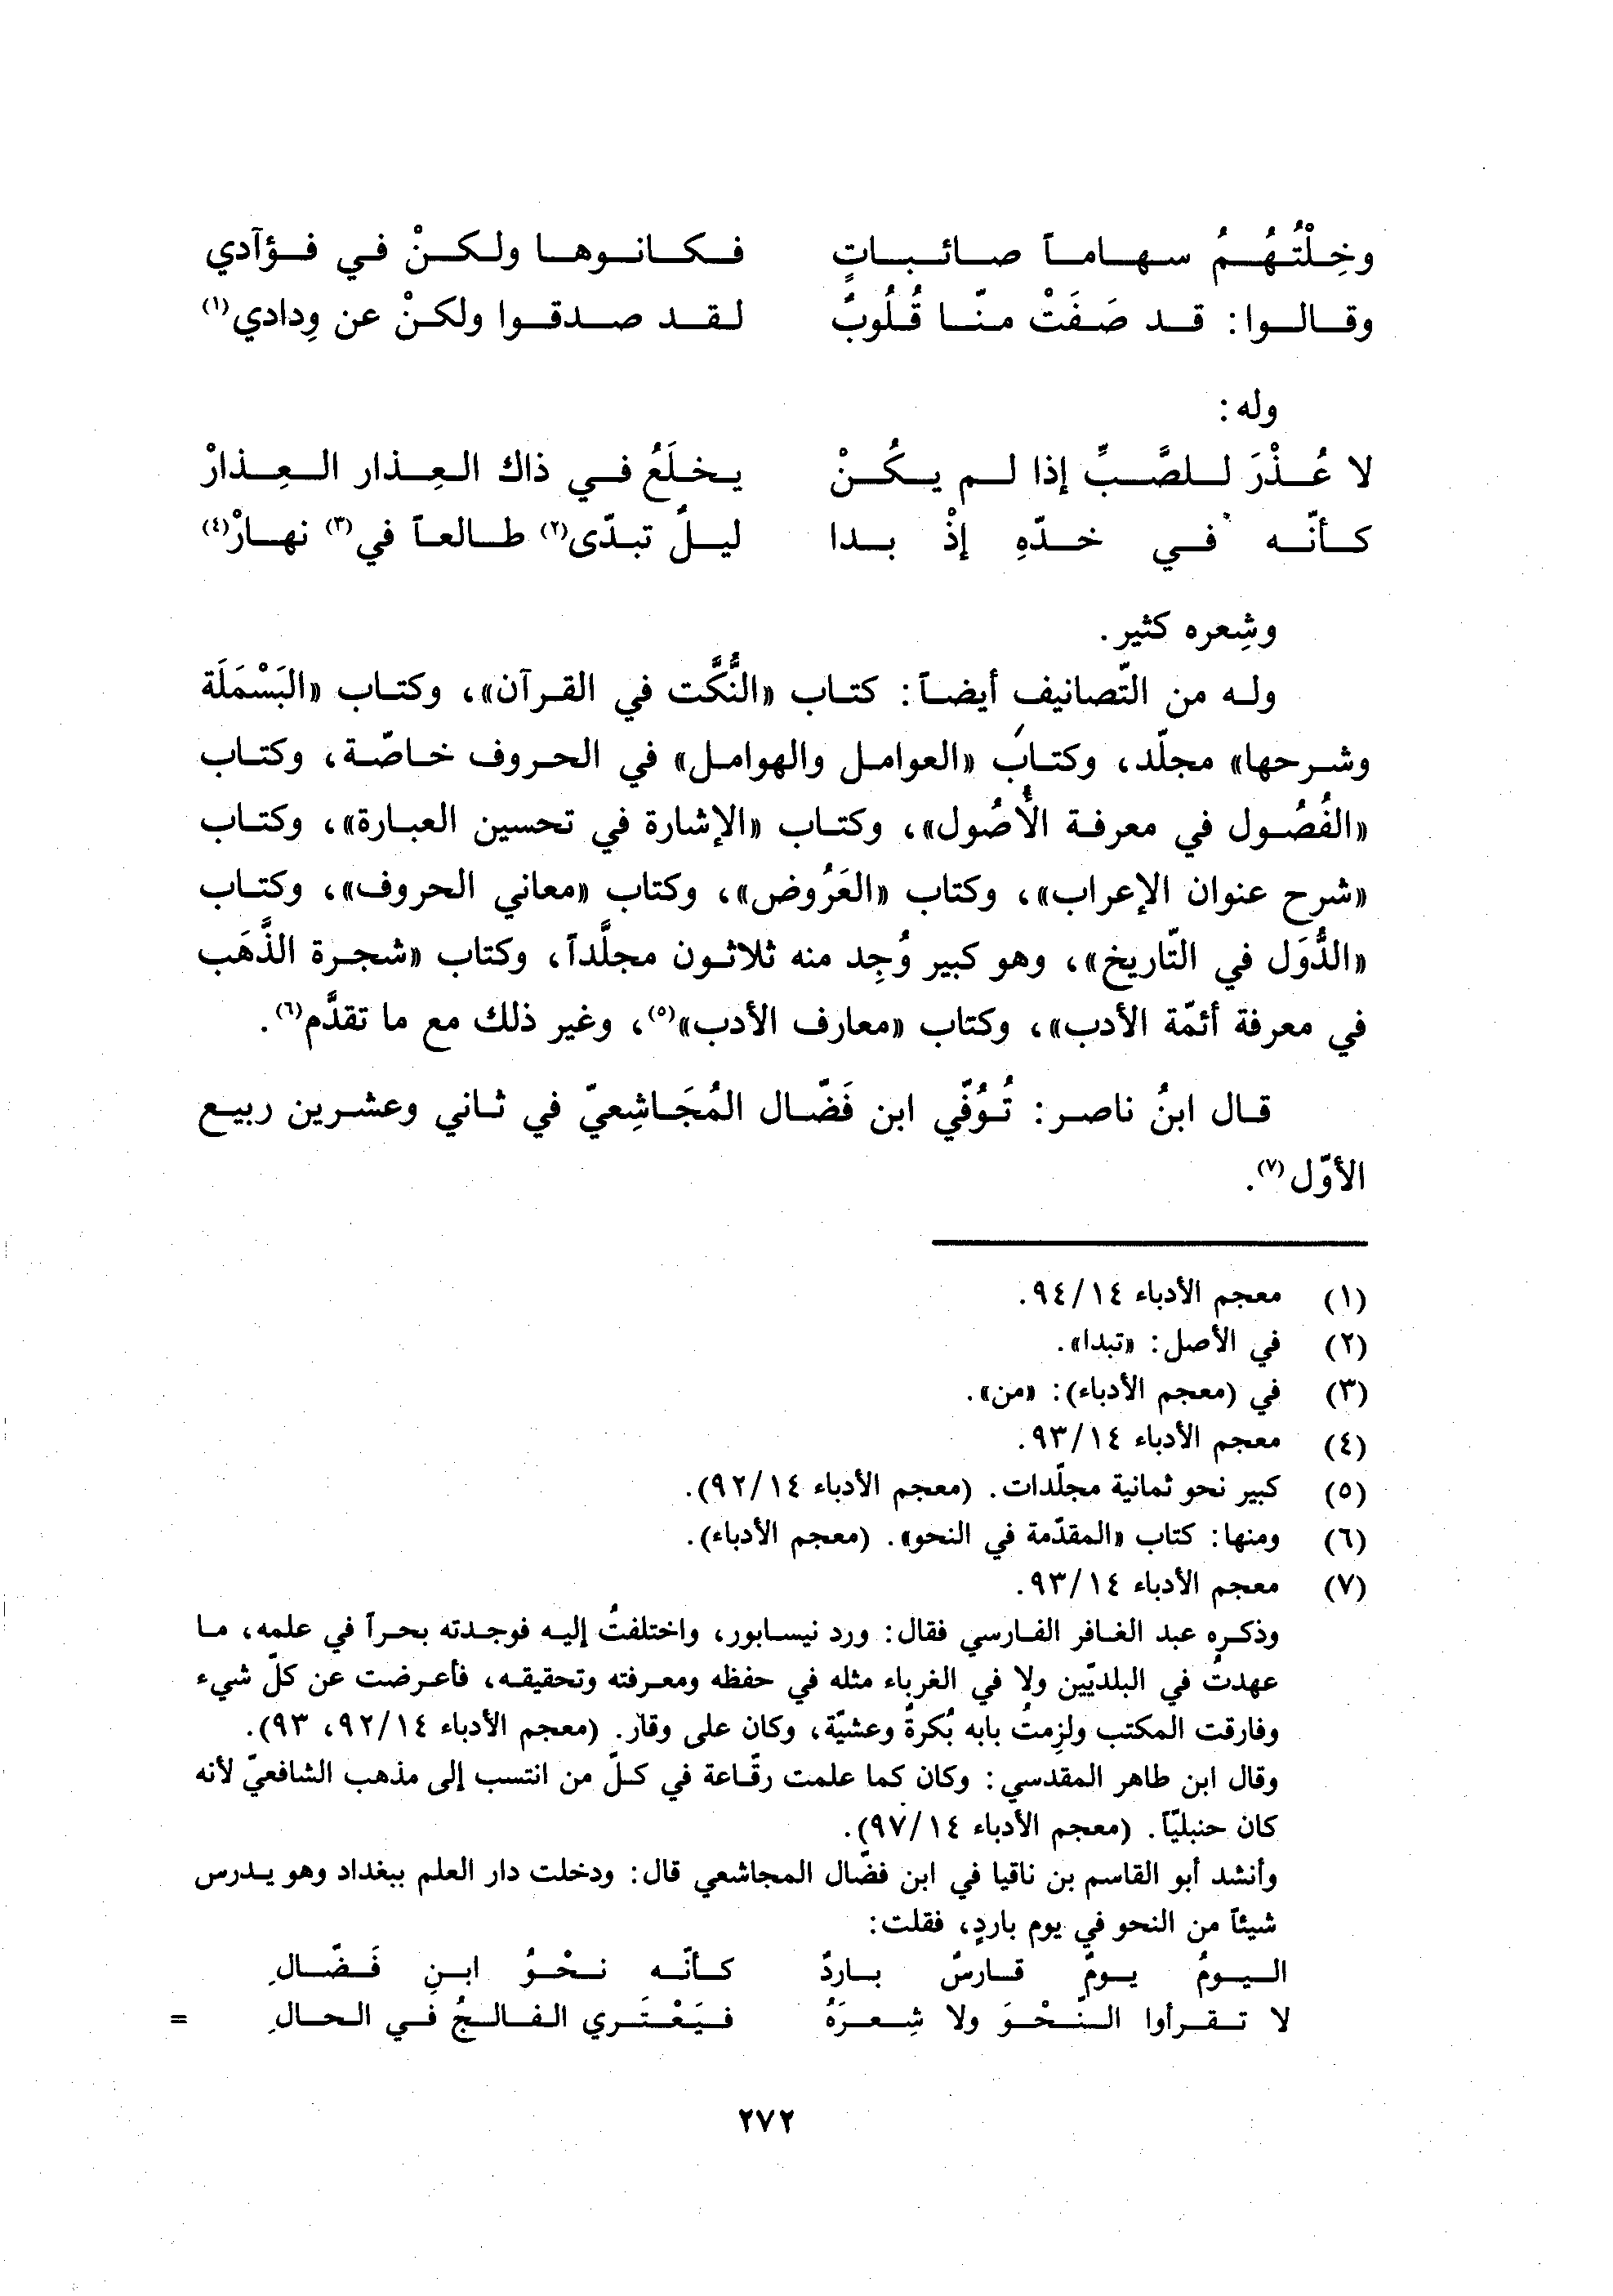 وخِلْتُهُمُ سهاماً صائباتٍ فكانوها ولكنْ في فؤآدي
وقالوا: قد صَفَتْ منّا قُلُوبٌ لقد صدقوا ولكنْ عن وِدادي(١)
وله:
لا عُذْرَ للصَّبِّ إذا لم يكُنْ يخلَعُ في ذاك العِذار العِذارْ
كأنّه في خدّهِ إذْ بدا ليلٌ تبدّى(٢) طالعاً في(٣) نهارْ(٤)
وشِعره كثير.
وله من التّصانيف أيضاً: كتاب «النُّكَّت في القرآن»، وكتاب «البَسْمَلَة
وشرحها» مجلّد، وكتابَ «العوامل والهوامل» في الحروف خاصّة، وكتاب
«الفُصُول في معرفة الأُصُول»، وكتاب «الإشارة في تحسين العبارة»، وكتاب
«شرح عنوان الإعراب»، وكتاب «العَرُوض»، وكتاب «معاني الحروف»، وكتاب
«الدُّوَل في التّاريخ»، وهو كبير وُجِد منه ثلاثون مجلَّداً، وكتاب «شجرة الذَّهَب
في معرفة أئمّة الأدب»، وكتاب «معارف الأدب»(٥)، وغير ذلك مع ما تقدَّم(٦).
قال ابنُ ناصر: تُوُفّي ابن فَضّال المُجَاشِعيّ في ثاني وعشرين ربيع
الأوّل(٧).
(١) معجم الأدباء ٩٤/١٤.
(٢) في الأصل: «تبدا».
(٣) في (معجم الأدباء): «من».
(٤) معجم الأدباء ٩٣/١٤.
(٥) كبير نحو ثمانية مجلّدات. (معجم الأدباء ٩٢/١٤).
(٦) ومنها: كتاب «المقدّمة في النحو». (معجم الأدباء).
(٧) معجم الأدباء ٩٣/١٤.
وذكره عبد الغافر الفارسي فقال: ورد نيسابور، واختلفتُ إليه فوجدته بحراً في علمه، ما
عهدتُ في البلديّين ولا في الغرباء مثله في حفظه ومعرفته وتحقيقه، فأعرضت عن كلّ شيء
وفارقت المكتب ولزِمتُ بابه بُكرةً وعشيّة، وكان على وقار. (معجم الأدباء ٩٢/١٤، ٩٣).
وقال ابن طاهر المقدسي: وكان كما علمت رقّاعة في كلّ من انتسب إلى مذهب الشافعيّ لأنه
كان حنبليّاً. (معجم الأدباء ٩٧/١٤).
وأنشد أبو القاسم بن ناقيا في ابن فضّال المجاشعي قال: ودخلت دار العلم ببغداد وهو يدرس
شيئاً من النحو في يوم باردٍ، فقلت:
اليومُ يومٌ قارسٌ باردٌ كأنّه نحْوُ ابنِ فَضّالِ
لا تقرأوا النحْوَ ولا شِعرَهُ فيَعْتَري الفالجُ في الحالِ =
٢٧٢